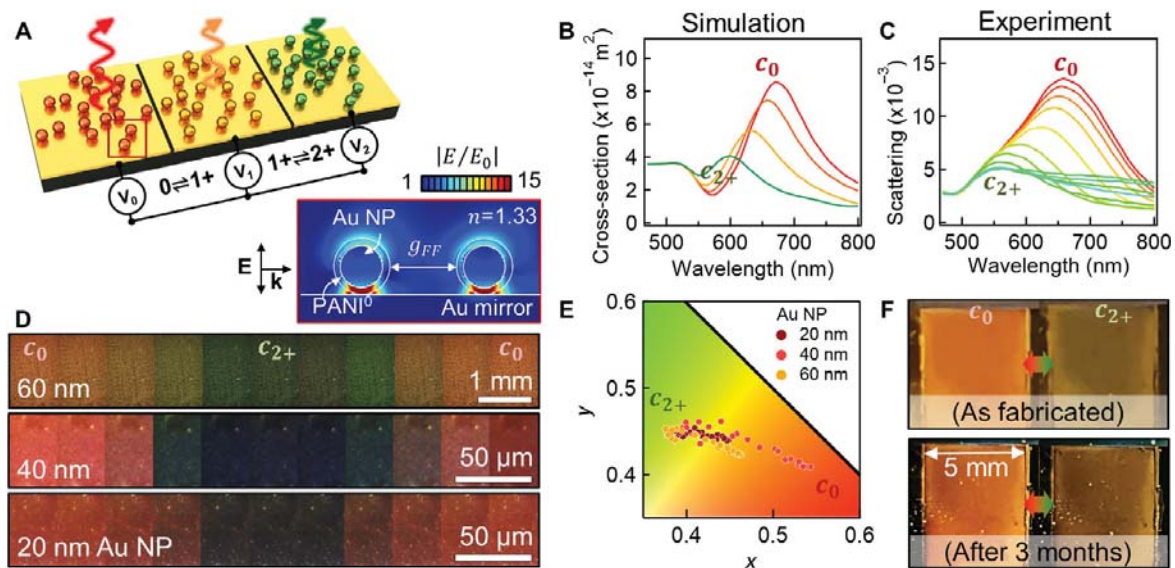 A
V₀
0⇌1+
V₁
1+⇌2+
V₂
|E/E₀|
1
15
Au NP
n=1.33
g_FF
E
k
PANI⁰
Au mirror
B
Simulation
Cross-section (x10⁻¹⁴ m²)
10
8
6
4
2
0
c₀
c₂₊
500 600 700 800
Wavelength (nm)
C
Experiment
Scattering (x10⁻³)
15
10
5
0
c₀
c₂₊
500 600 700 800
Wavelength (nm)
D
c₀ c₂₊ c₀
60 nm
1 mm
40 nm
50 µm
20 nm Au NP
50 µm
E
0.6
0.5
0.4
y
Au NP
20 nm
40 nm
60 nm
c₂₊
c₀
0.4 0.5 0.6
x
F
c₀ c₂₊
(As fabricated)
5 mm
(After 3 months)